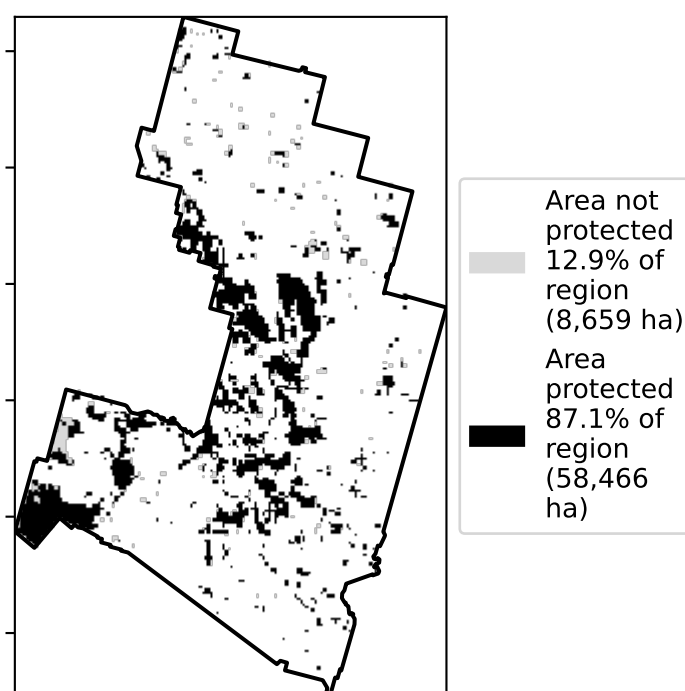 Area not
protected
12.9% of
region
(8,659 ha)
Area
protected
87.1% of
region
(58,466
ha)